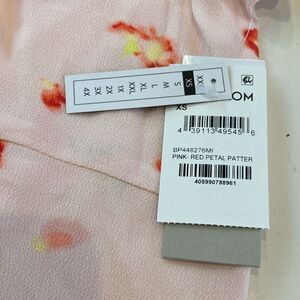 XXS
XS
S
M
L
XL
XXL
1X
2X
3X
4X
OM
XS
4 39113 49545 6
BP448276MI
PINK- RED PETAL PATTER
405990788961